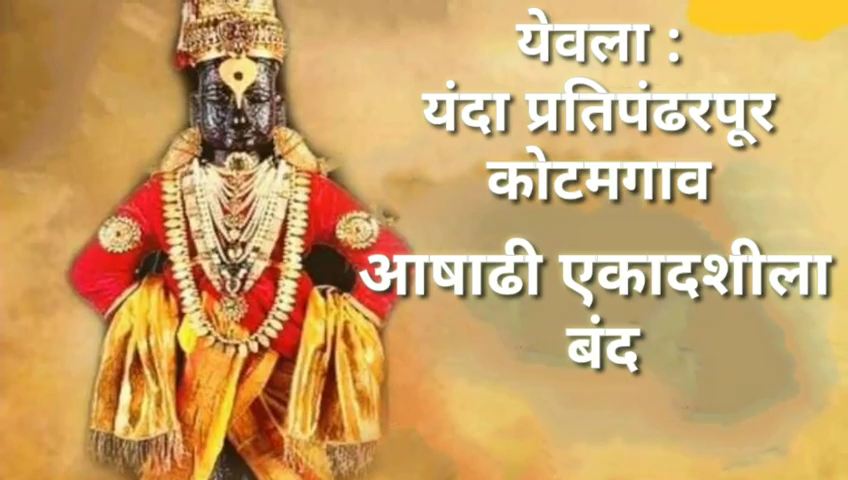 येवला :
यंदा प्रतिपंढरपूर
कोटमगाव
आषाढी एकादशीला
बंद